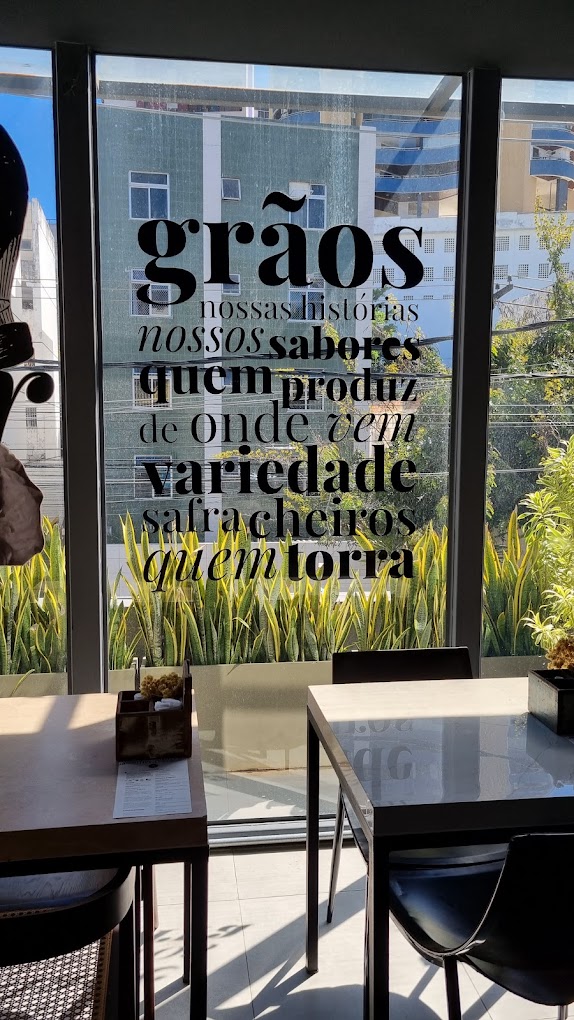 grãos
nossas histórias
nossos sabores
quem produz
de onde vem
variedade
safra cheiros
quem torra